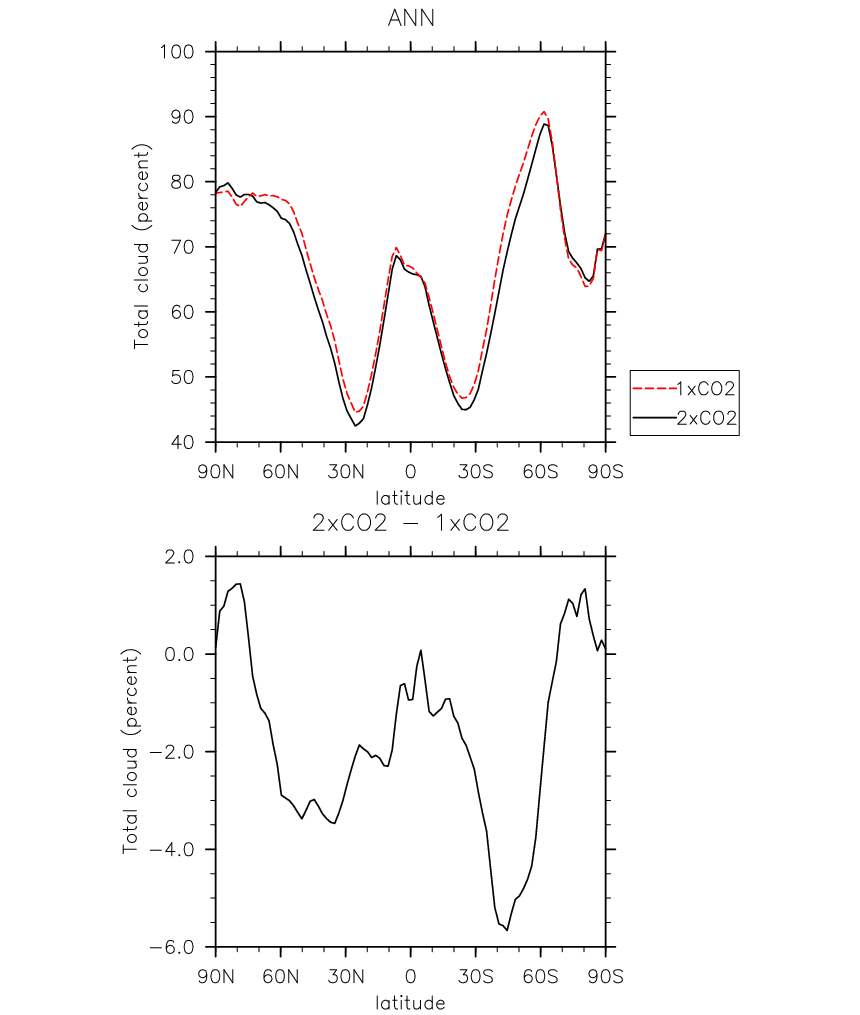 ANN
100
90
80
70
60
50
40
Total cloud (percent)
90N 60N 30N 0 30S 60S 90S
latitude
1xCO2
2xCO2
2xCO2 − 1xCO2
2.0
0.0
−2.0
−4.0
−6.0
Total cloud (percent)
90N 60N 30N 0 30S 60S 90S
latitude